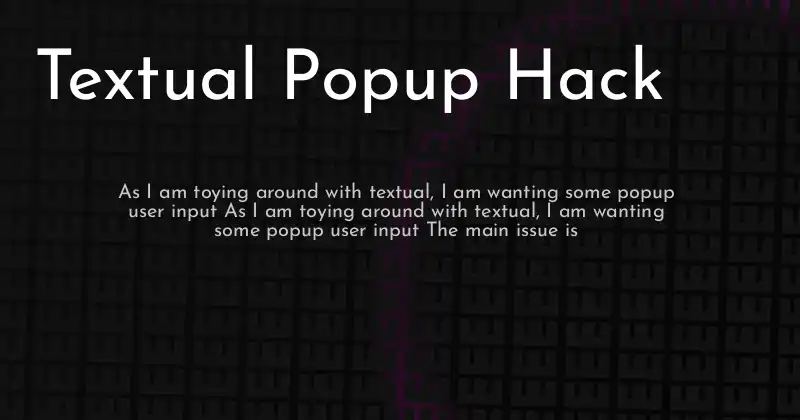 Textual Popup Hack
As I am toying around with textual, I am wanting some popup
user input As I am toying around with textual, I am wanting
some popup user input The main issue is